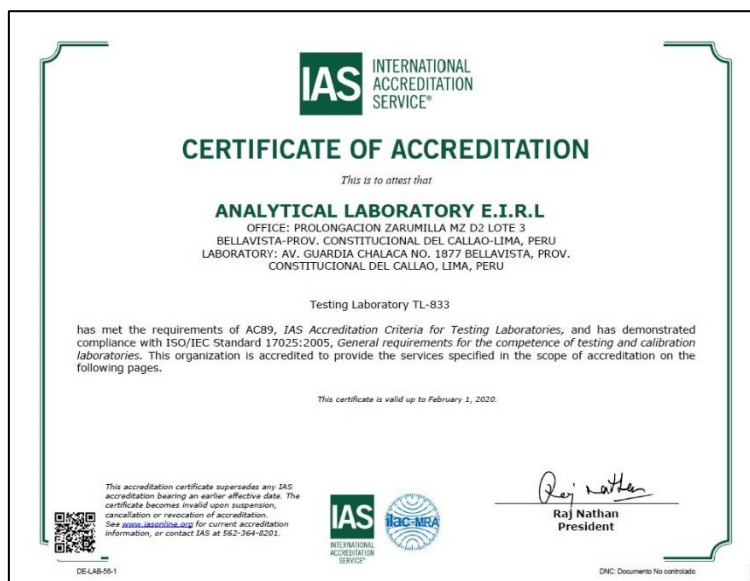 IAS
INTERNATIONAL
ACCREDITATION
SERVICE®
CERTIFICATE OF ACCREDITATION
This is to attest that
ANALYTICAL LABORATORY E.I.R.L
OFFICE: PROLONGACION ZARUMILLA MZ D2 LOTE 3
BELLAVISTA-PROV. CONSTITUCIONAL DEL CALLAO-LIMA, PERU
LABORATORY: AV. GUARDIA CHALACA NO. 1877 BELLAVISTA, PROV.
CONSTITUCIONAL DEL CALLAO, LIMA, PERU
Testing Laboratory TL-833
has met the requirements of AC89, IAS Accreditation Criteria for Testing Laboratories, and has demonstrated
compliance with ISO/IEC Standard 17025:2005, General requirements for the competence of testing and calibration
laboratories. This organization is accredited to provide the services specified in the scope of accreditation on the
following pages.
This certificate is valid up to February 1, 2020.
This accreditation certificate supersedes any IAS
accreditation bearing an earlier effective date. The
certificate becomes invalid upon suspension,
cancellation or revocation of accreditation.
See www.iasonline.org for current accreditation
information, or contact IAS at 562-364-8201.
IAS
INTERNATIONAL
ACCREDITATION
SERVICE®
ilac-MRA
Raj Nathan
Raj Nathan
President
DE-LAB-56-1
DNC: Documento No controlado